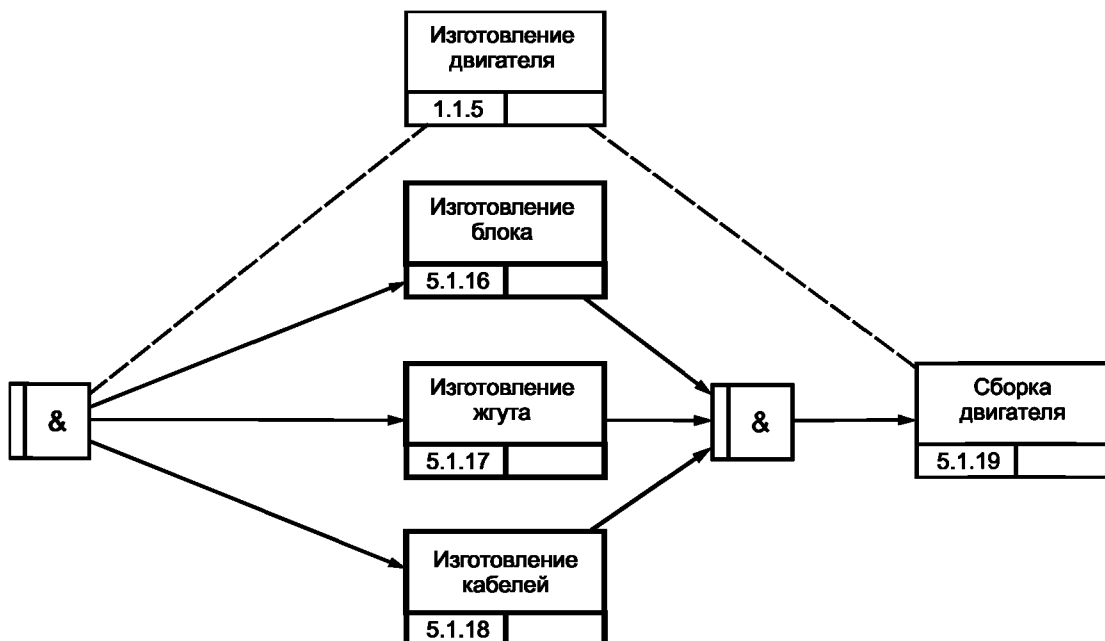 Изготовление
двигателя
1.1.5
Изготовление
блока
5.1.16
&
Изготовление
жгута
5.1.17
&
Сборка
двигателя
5.1.19
Изготовление
кабелей
5.1.18